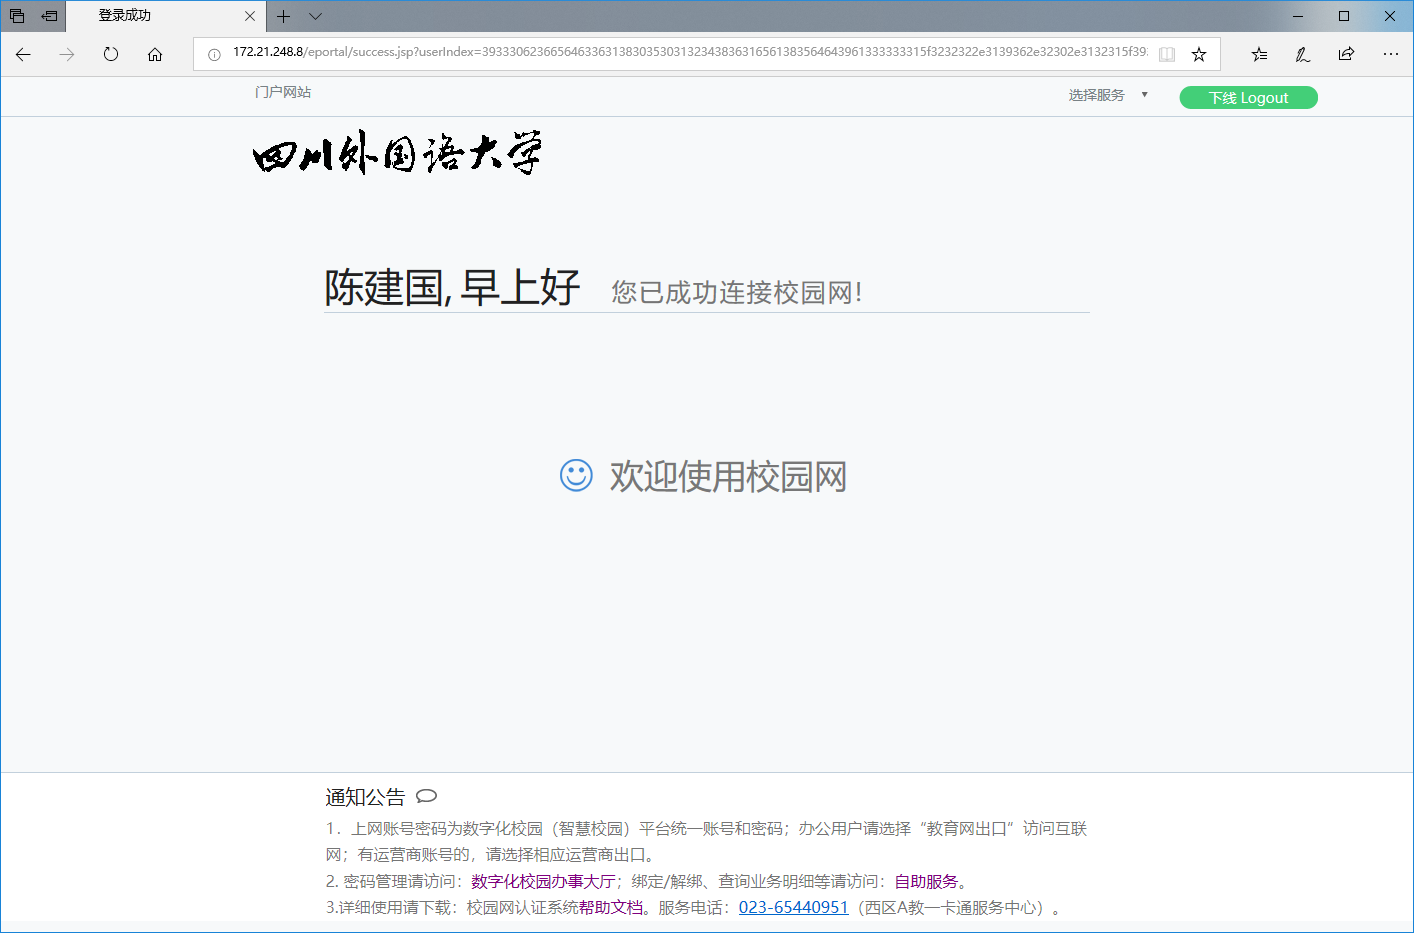 登录成功
172.21.248.8/eportal/success.jsp?userIndex=39333062366564633631383035303132343836316561383564643961333333315f3232322e3139362e32302e3132315f39
门户网站
选择服务
下线 Logout
四川外国语大学
陈建国, 早上好 您已成功连接校园网!
欢迎使用校园网
通知公告
1. 上网账号密码为数字化校园（智慧校园）平台统一账号和密码；办公用户请选择“教育网出口”访问互联
网；有运营商账号的，请选择相应运营商出口。
2. 密码管理请访问：数字化校园办事大厅；绑定/解绑、查询业务明细等请访问：自助服务。
3.详细使用请下载：校园网认证系统帮助文档。服务电话：023-65440951（西区A教一卡通服务中心）。